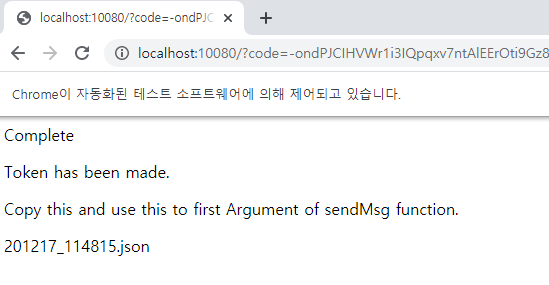 localhost:10080/?code=-ondPJC
localhost:10080/?code=-ondPJCIHVWr1i3IQpqxv7ntAlEErOti9Gz8
Chrome이 자동화된 테스트 소프트웨어에 의해 제어되고 있습니다.
Complete
Token has been made.
Copy this and use this to first Argument of sendMsg function.
201217_114815.json